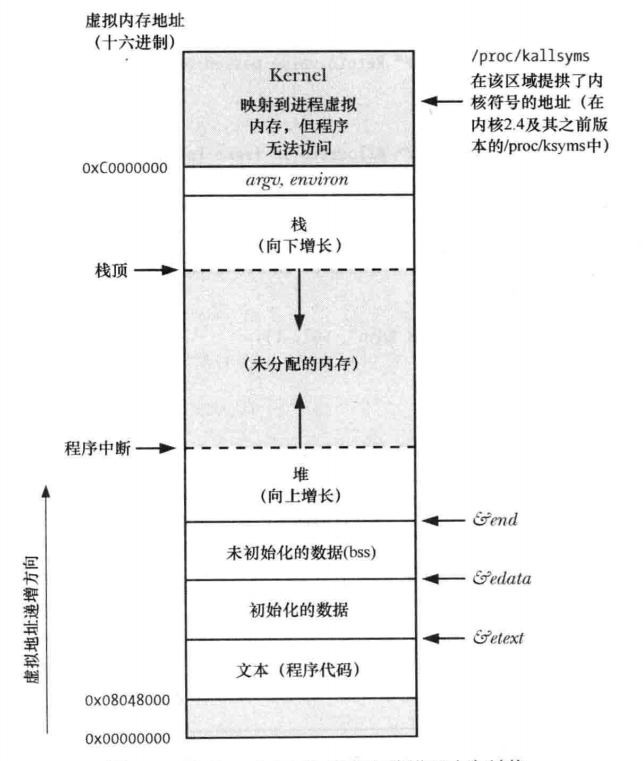 虚拟内存地址
（十六进制）
/proc/kallsyms
在该区域提拱了内
核符号的地址（在
内核2.4及其之前版
本的/proc/ksyms中）
Kernel
映射到进程虚拟
内存，但程序
无法访问
0xC0000000
argv, environ
栈
（向下增长）
栈顶
（未分配的内存）
程序中断
堆
（向上增长）
&end
未初始化的数据(bss)
&edata
初始化的数据
&etext
文本（程序代码）
0x08048000
0x00000000
虚拟地址递增方向